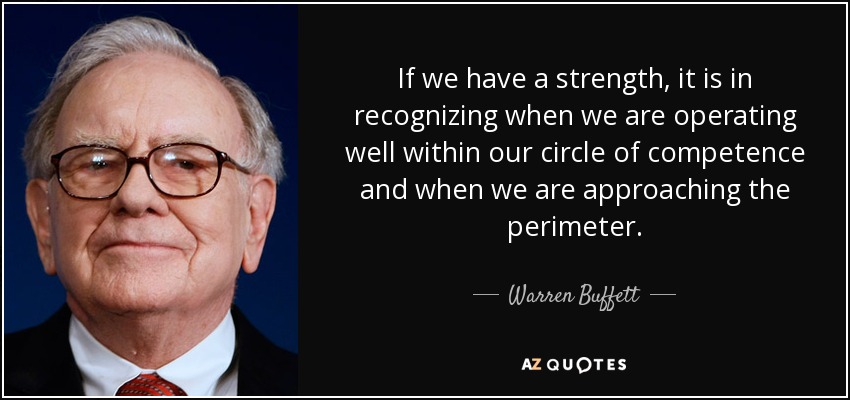 If we have a strength, it is in
recognizing when we are operating
well within our circle of competence
and when we are approaching the
perimeter.
Warren Buffett
AZ QUOTES